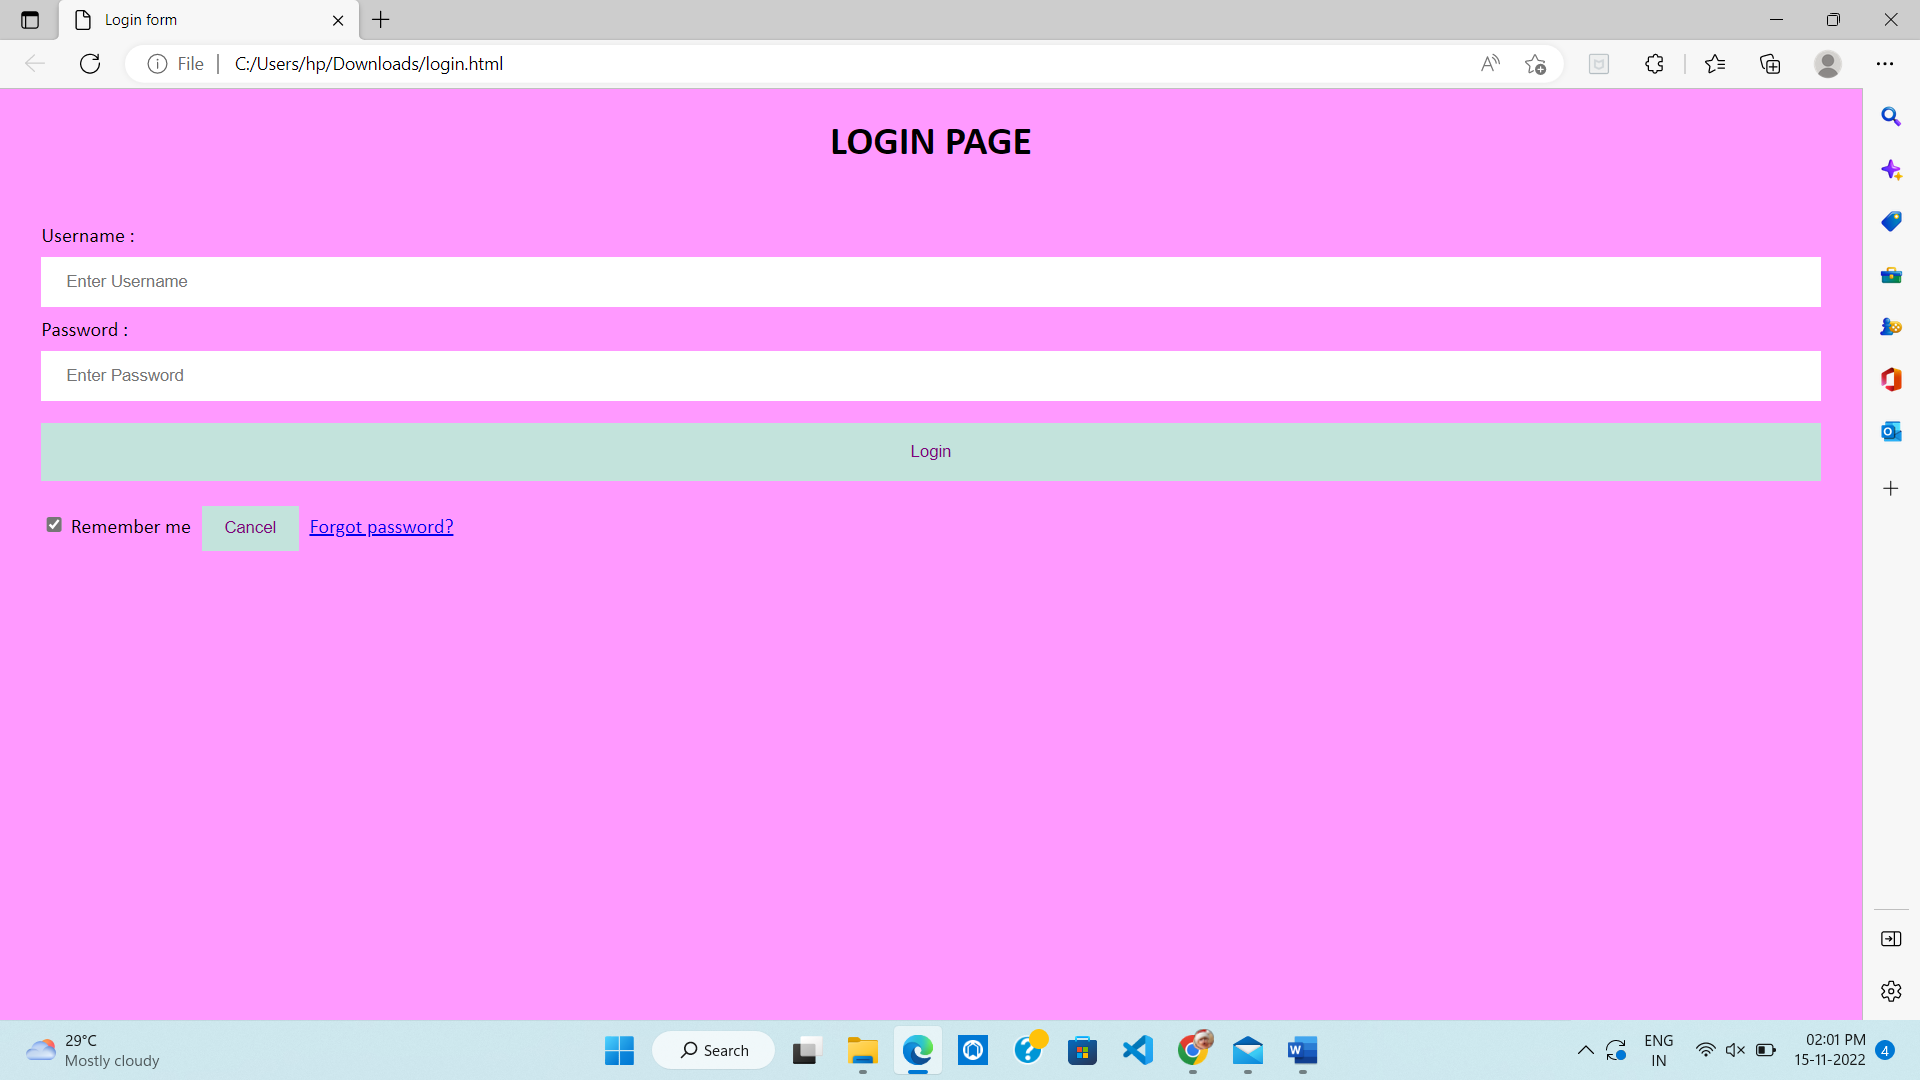 Login form
File
C:/Users/hp/Downloads/login.html
LOGIN PAGE
Username :
Enter Username
Password :
Enter Password
Login
Remember me
Cancel
Forgot password?
29°C
Mostly cloudy
Search
ENG
IN
02:01 PM
15-11-2022
4